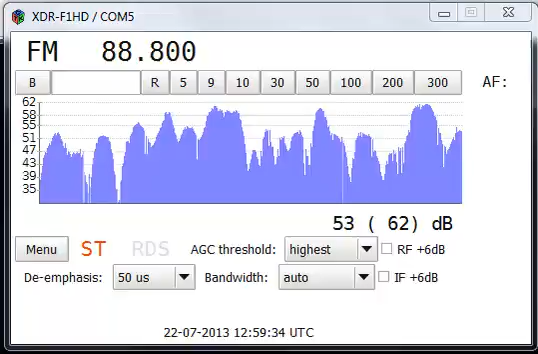 XDR-F1HD / COM5
FM 88.800
B R 5 9 10 30 50 100 200 300 AF:
62
58
55
51
47
43
39
35
53 ( 62) dB
Menu ST RDS AGC threshold: highest RF +6dB
De-emphasis: 50 us Bandwidth: auto IF +6dB
22-07-2013 12:59:34 UTC